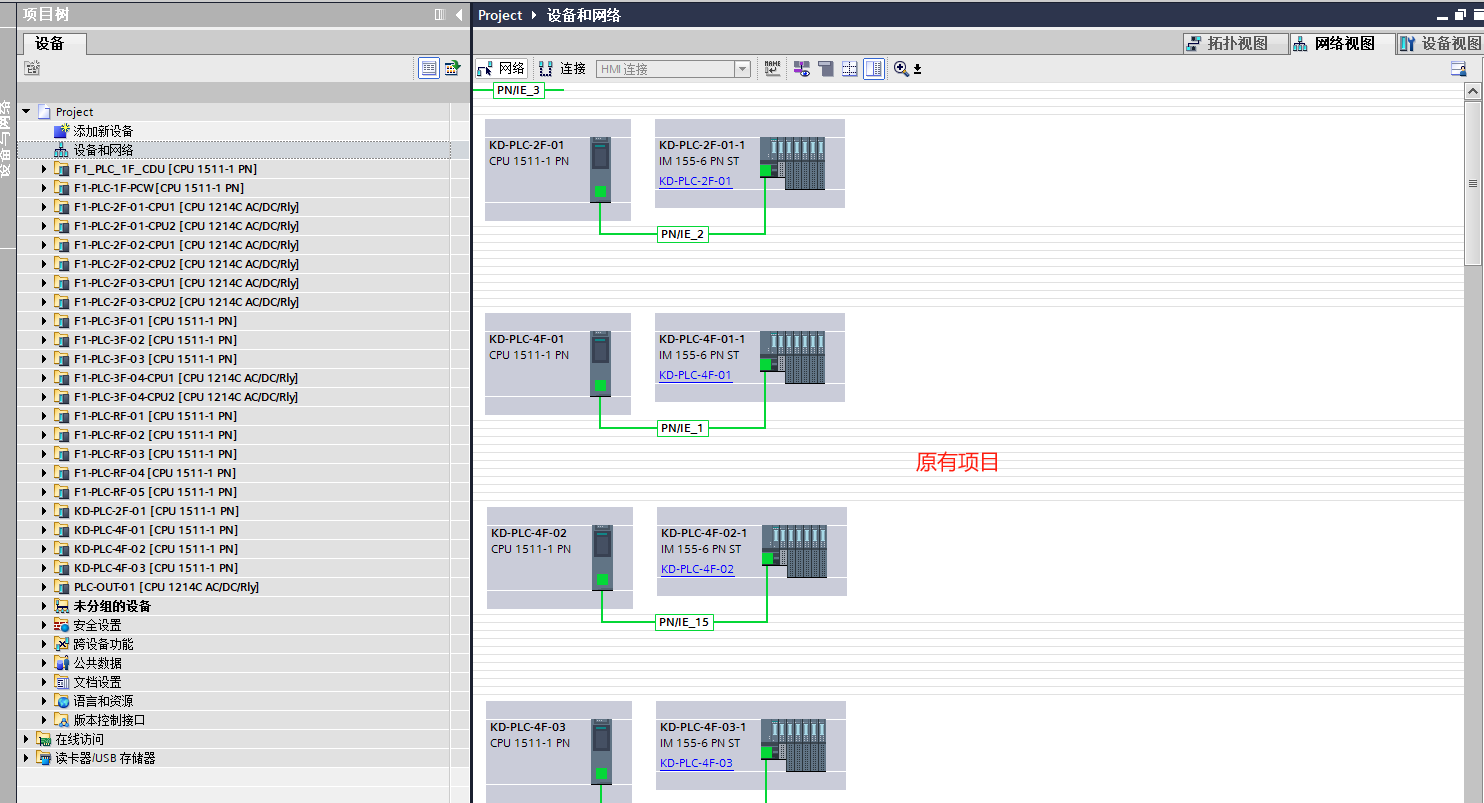 项目树
Project ▸ 设备和网络
设备
拓扑视图
网络视图
设备视图
网络
连接
HMI 连接
设备与网络
Project
添加新设备
设备和网络
F1_PLC_1F_CDU [CPU 1511-1 PN]
F1-PLC-1F-PCW [CPU 1511-1 PN]
F1-PLC-2F-01-CPU1 [CPU 1214C AC/DC/Rly]
F1-PLC-2F-01-CPU2 [CPU 1214C AC/DC/Rly]
F1-PLC-2F-02-CPU1 [CPU 1214C AC/DC/Rly]
F1-PLC-2F-02-CPU2 [CPU 1214C AC/DC/Rly]
F1-PLC-2F-03-CPU1 [CPU 1214C AC/DC/Rly]
F1-PLC-2F-03-CPU2 [CPU 1214C AC/DC/Rly]
F1-PLC-3F-01 [CPU 1511-1 PN]
F1-PLC-3F-02 [CPU 1511-1 PN]
F1-PLC-3F-03 [CPU 1511-1 PN]
F1-PLC-3F-04-CPU1 [CPU 1214C AC/DC/Rly]
F1-PLC-3F-04-CPU2 [CPU 1214C AC/DC/Rly]
F1-PLC-RF-01 [CPU 1511-1 PN]
F1-PLC-RF-02 [CPU 1511-1 PN]
F1-PLC-RF-03 [CPU 1511-1 PN]
F1-PLC-RF-04 [CPU 1511-1 PN]
F1-PLC-RF-05 [CPU 1511-1 PN]
KD-PLC-2F-01 [CPU 1511-1 PN]
KD-PLC-4F-01 [CPU 1511-1 PN]
KD-PLC-4F-02 [CPU 1511-1 PN]
KD-PLC-4F-03 [CPU 1511-1 PN]
PLC-OUT-01 [CPU 1214C AC/DC/Rly]
未分组的设备
安全设置
跨设备功能
公共数据
文档设置
语言和资源
版本控制接口
在线访问
读卡器/USB 存储器
PN/IE_3
KD-PLC-2F-01
CPU 1511-1 PN
KD-PLC-2F-01-1
IM 155-6 PN ST
KD-PLC-2F-01
PN/IE_2
KD-PLC-4F-01
CPU 1511-1 PN
KD-PLC-4F-01-1
IM 155-6 PN ST
KD-PLC-4F-01
PN/IE_1
原有项目
KD-PLC-4F-02
CPU 1511-1 PN
KD-PLC-4F-02-1
IM 155-6 PN ST
KD-PLC-4F-02
PN/IE_15
KD-PLC-4F-03
CPU 1511-1 PN
KD-PLC-4F-03-1
IM 155-6 PN ST
KD-PLC-4F-03